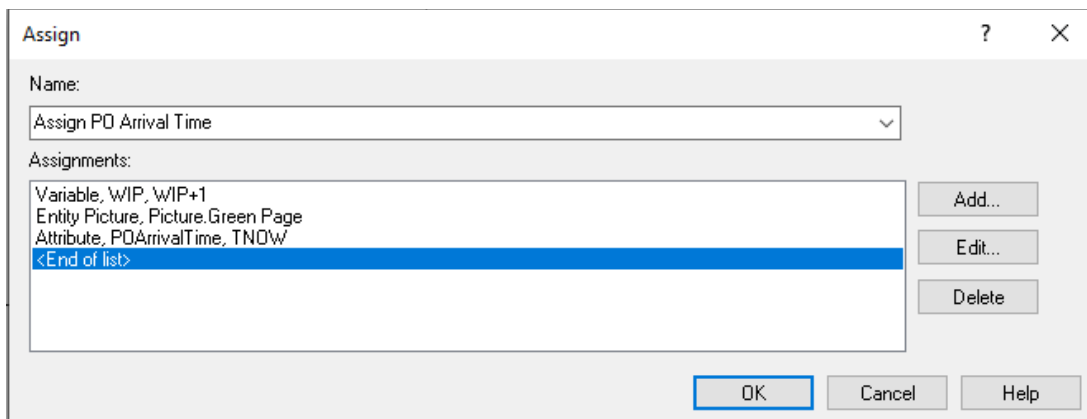 Assign
?
Name:
Assign PO Arrival Time
Assignments:
Variable, WIP, WIP+1
Entity Picture, Picture.Green Page
Attribute, POArrivalTime, TNOW
<End of list>
Add...
Edit...
Delete
OK
Cancel
Help